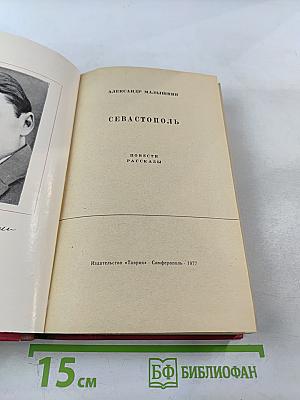 АЛЕКСАНДР МАЛЫШКИН
СЕВАСТОПОЛЬ
ПОВЕСТИ
РАССКАЗЫ
Издательство «Таврия» · Симферополь · 1977
15 см
БФ БИБЛИОФАН